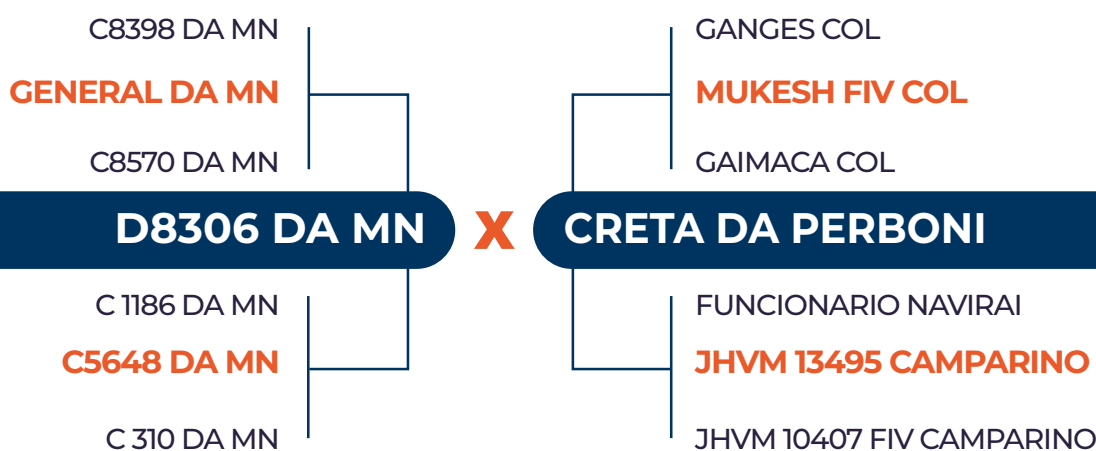 C8398 DA MN
GENERAL DA MN
C8570 DA MN
GANGES COL
MUKESH FIV COL
GAIMACA COL
D8306 DA MN X CRETA DA PERBONI
C 1186 DA MN
C5648 DA MN
C 310 DA MN
FUNCIONARIO NAVIRAI
JHVM 13495 CAMPARINO
JHVM 10407 FIV CAMPARINO